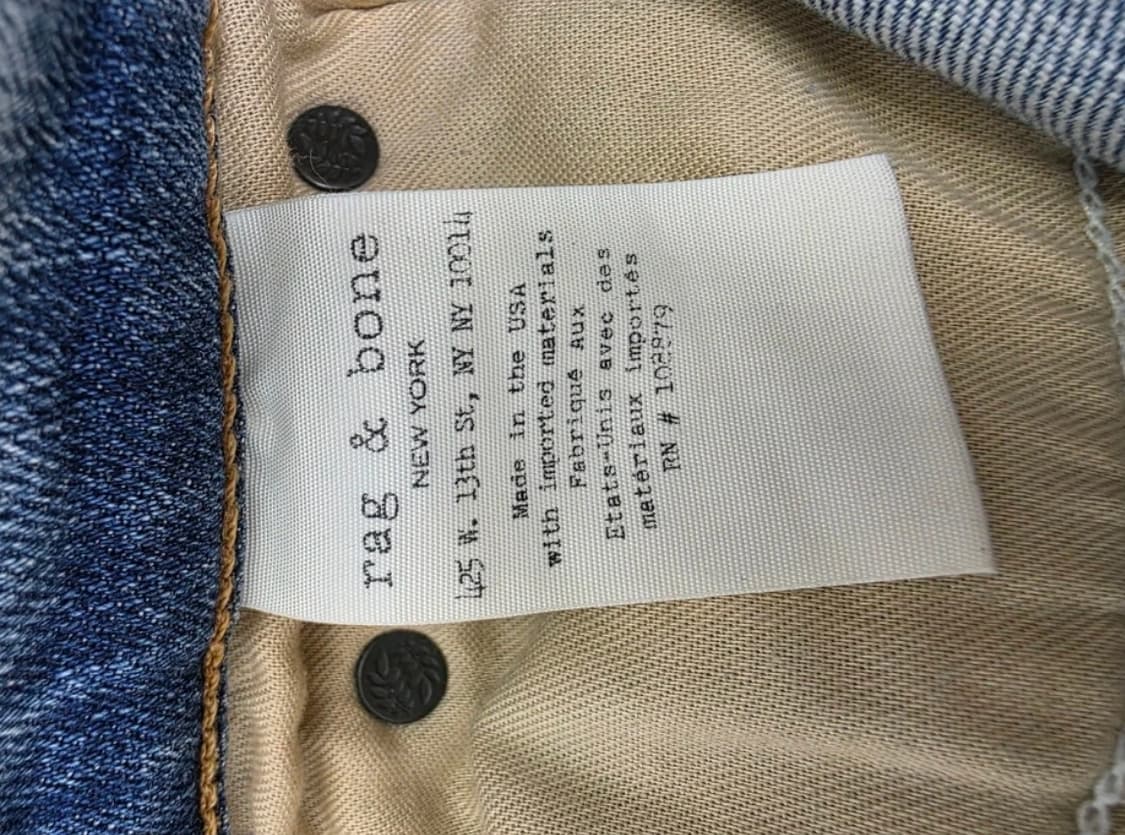 rag & bone
NEW YORK
425 W. 13th St, NY NY 10014
Made in the USA
with imported materials
Fabriqué Aux
Etats-Unis avec des
matériaux importés
RN # 102879